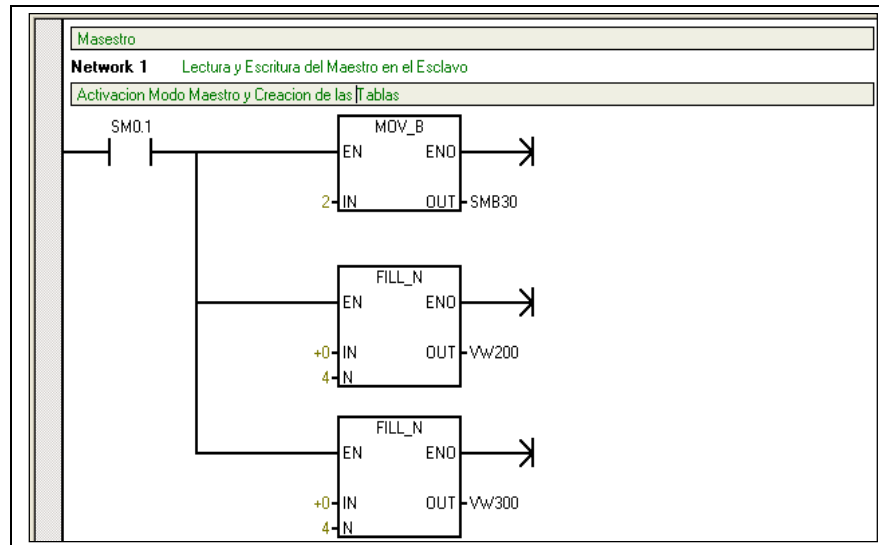 Masestro
Network 1 Lectura y Escritura del Maestro en el Esclavo
Activacion Modo Maestro y Creacion de las Tablas
SM0.1
MOV_B
EN ENO
2 IN OUT SMB30
FILL_N
EN ENO
+0 IN OUT VW200
4 N
FILL_N
EN ENO
+0 IN OUT VW300
4 N